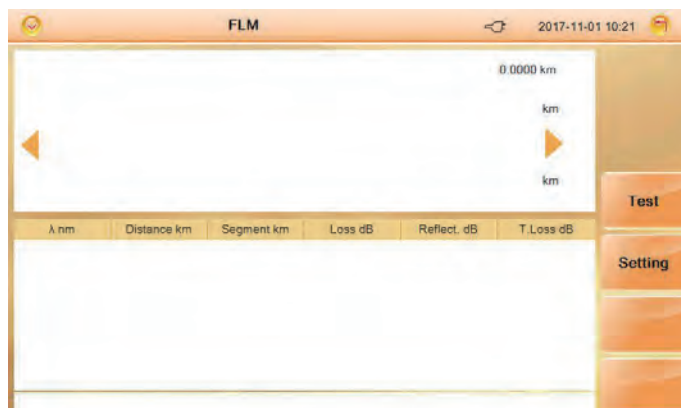 FLM 2017-11-01 10:21
0.0000 km
km
km
Test
λ nm Distance km Segment km Loss dB Reflect. dB T.Loss dB
Setting